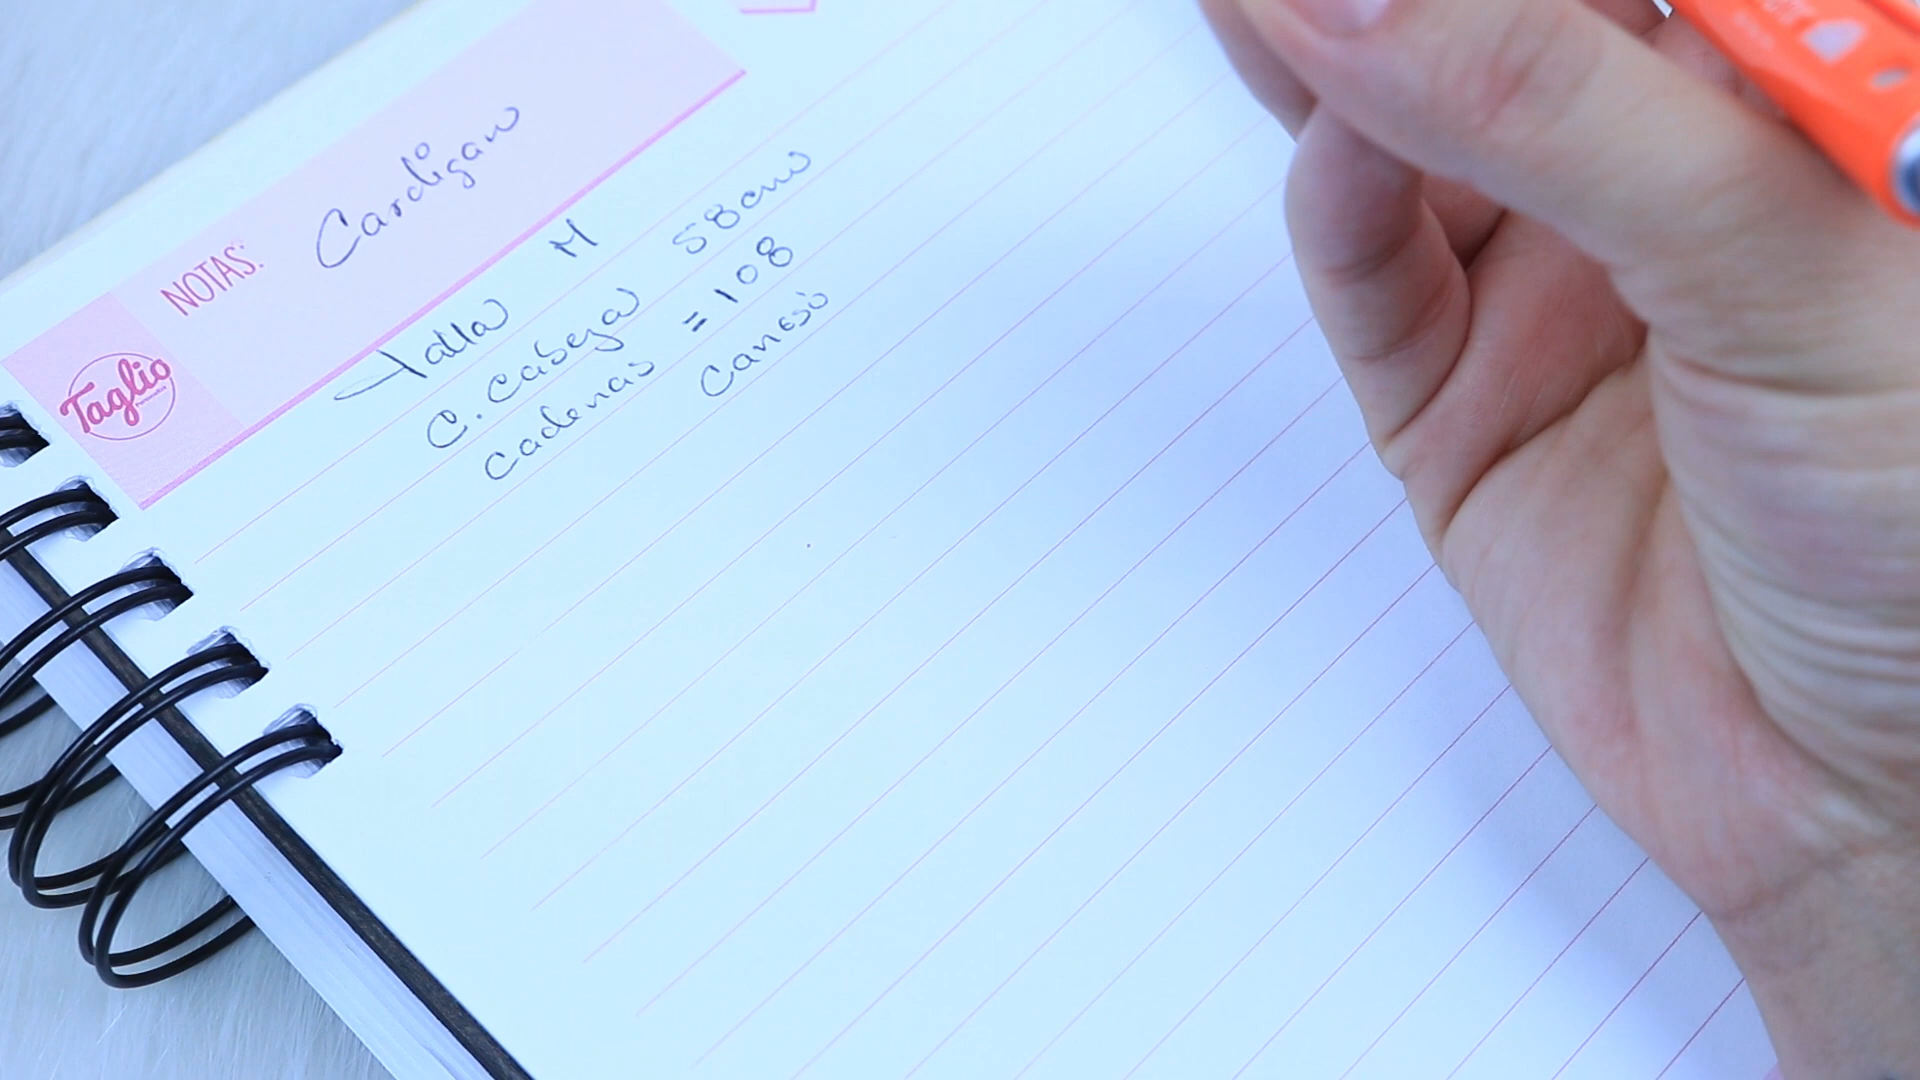 NOTAS: Cardigan
Taglio
Talla M
C. Cabeza 58cm
Cadenas = 108
Canesú